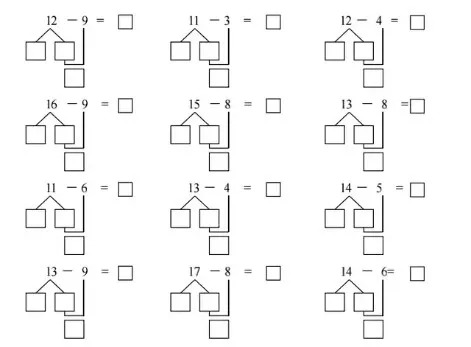 12 － 9 = □ 11 － 3 = □ 12 － 4 = □
16 － 9 = □ 15 － 8 = □ 13 － 8 = □
11 － 6 = □ 13 － 4 = □ 14 － 5 = □
13 － 9 = □ 17 － 8 = □ 14 － 6= □